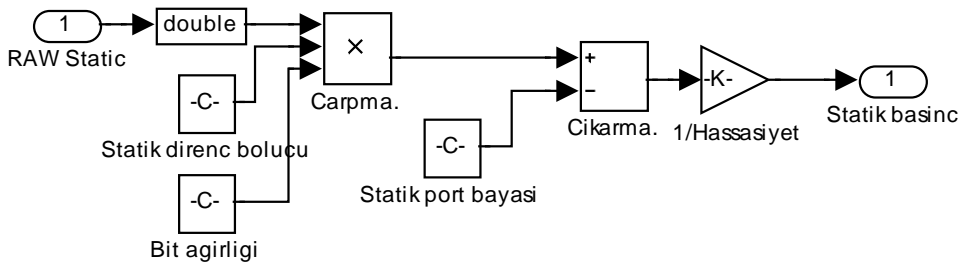 1
double
RAW Static
×
-C-
Carpma.
Statik direnc bolucu
-C-
Bit agirligi
-C-
Statik port bayasi
+
−
Cikarma.
-K-
1/Hassasiyet
1
Statik basinc